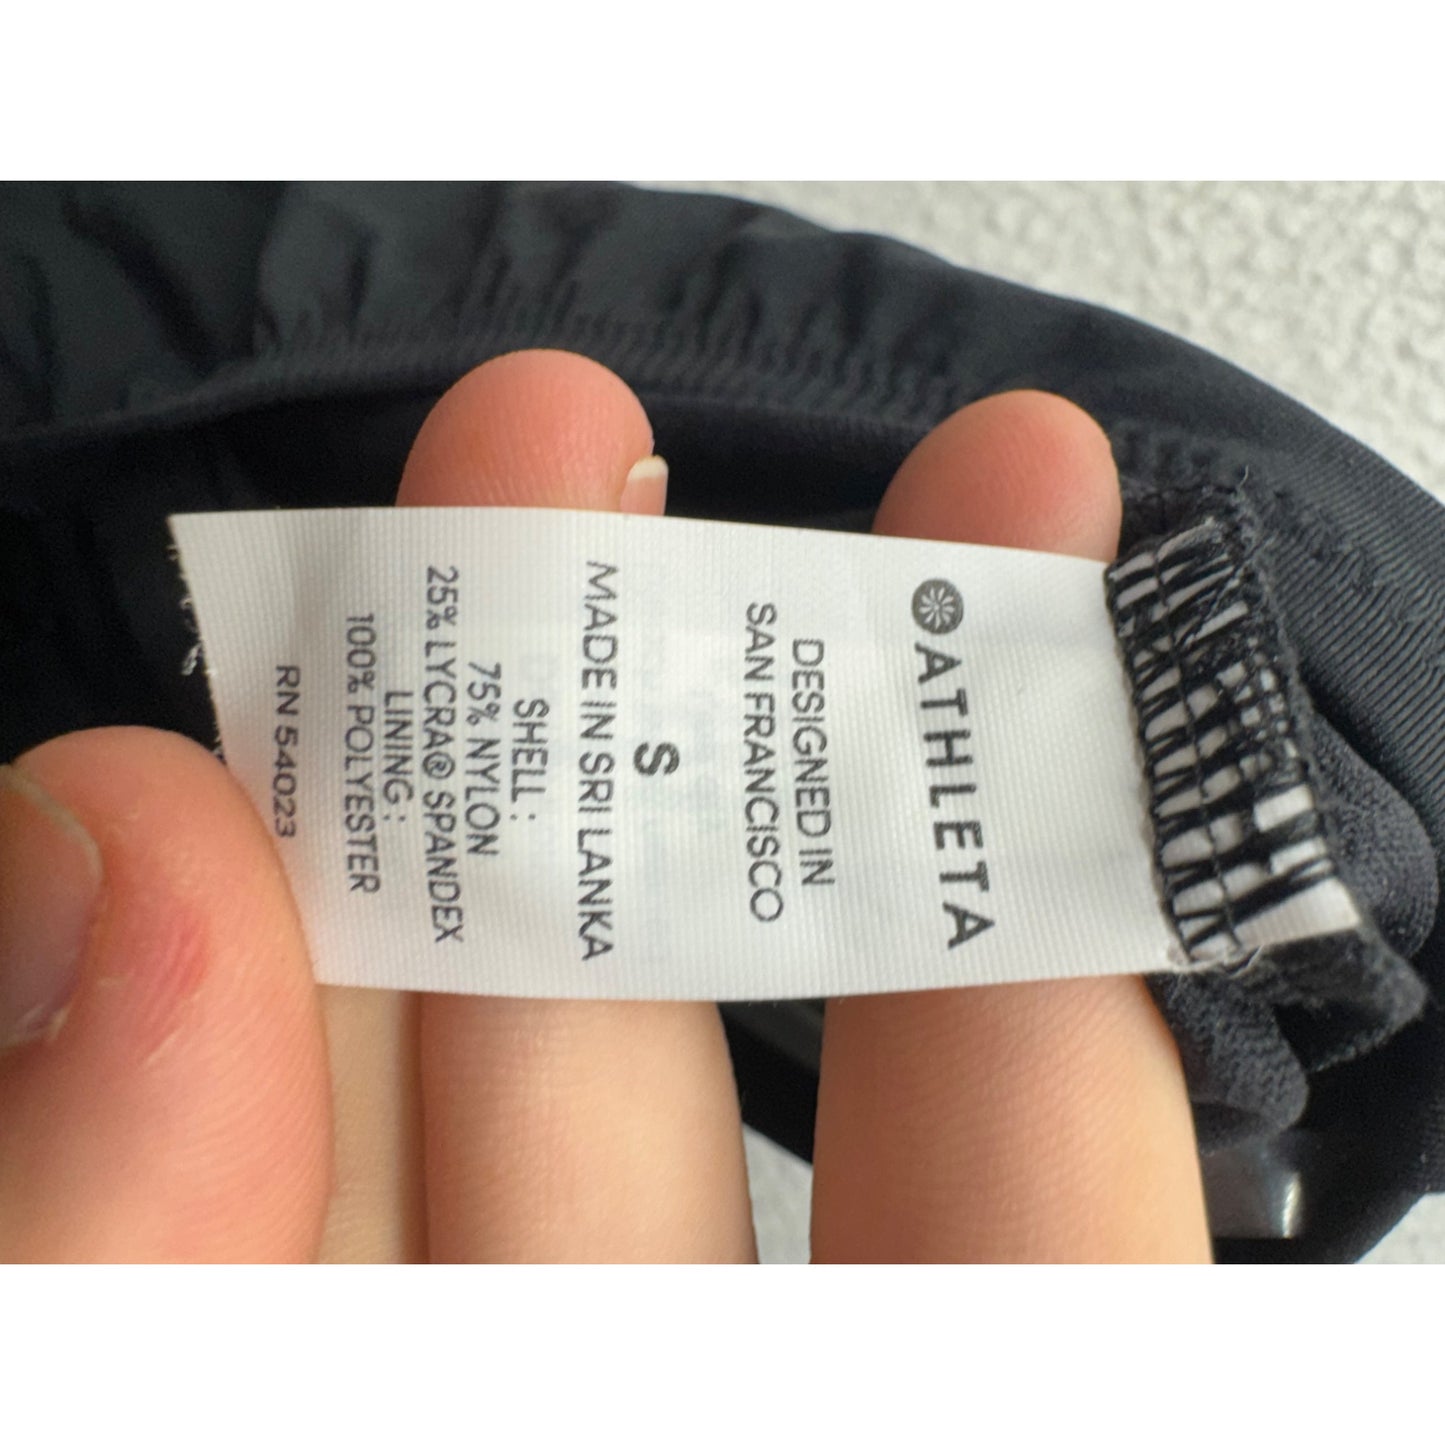 ATHLETA
DESIGNED IN
SAN FRANCISCO
S
MADE IN SRI LANKA
SHELL :
75% NYLON
25% LYCRA® SPANDEX
LINING :
100% POLYESTER
RN 54023